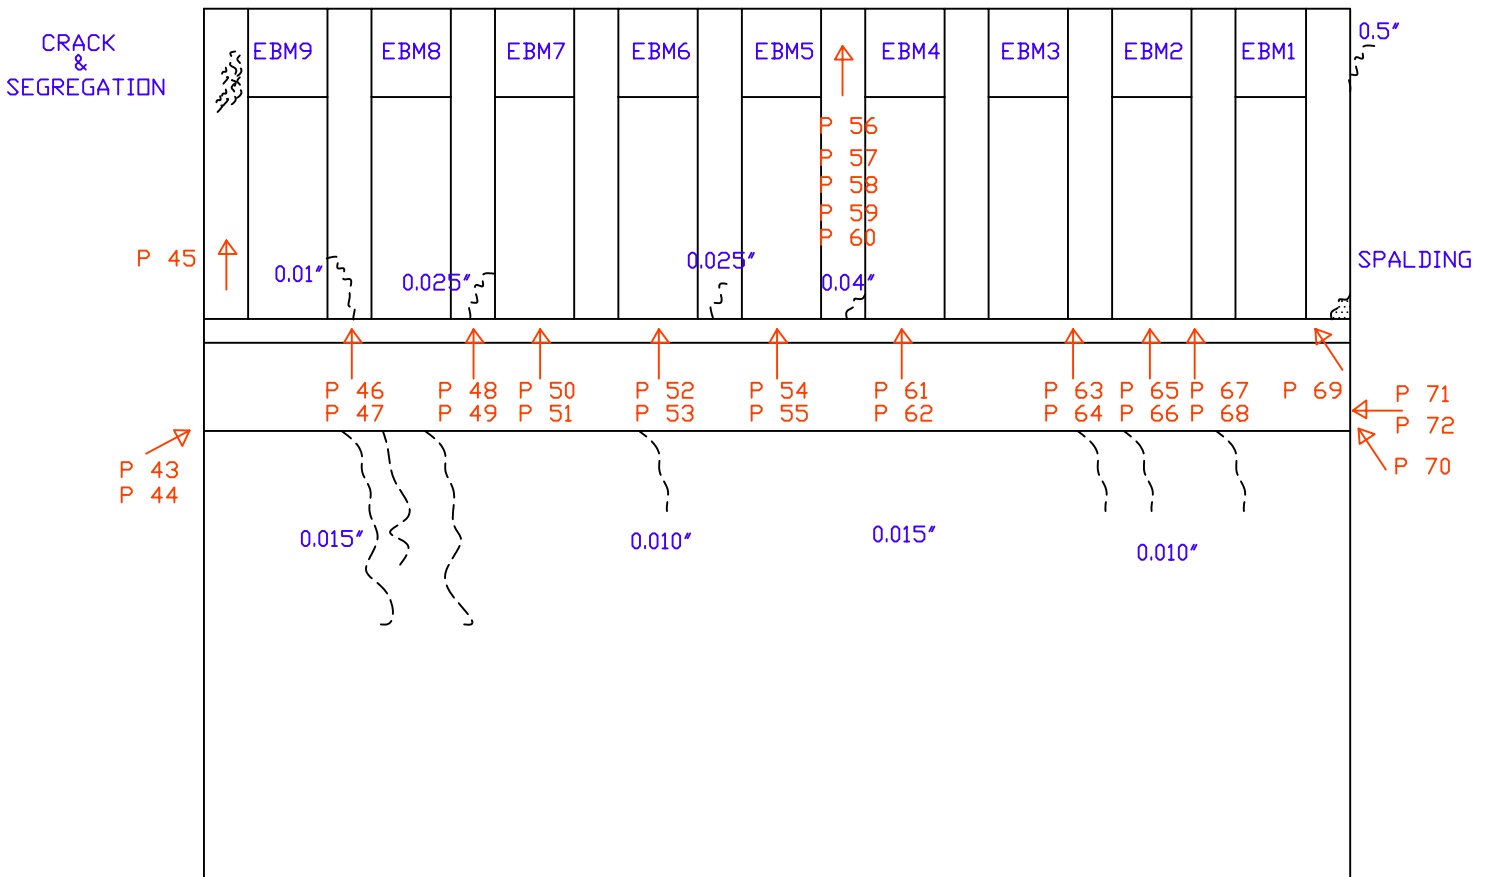 CRACK
&
SEGREGATION
EBM9 EBM8 EBM7 EBM6 EBM5 EBM4 EBM3 EBM2 EBM1
0.5"
P 56
P 57
P 58
P 59
P 60
P 45
0.01"
0.025"
0.025"
0.04"
SPALDING
P 46 P 48 P 50 P 52 P 54 P 61 P 63 P 65 P 67 P 69 P 71
P 47 P 49 P 51 P 53 P 55 P 62 P 64 P 66 P 68 P 72
P 43
P 44
P 70
0.015" 0.010" 0.015" 0.010"